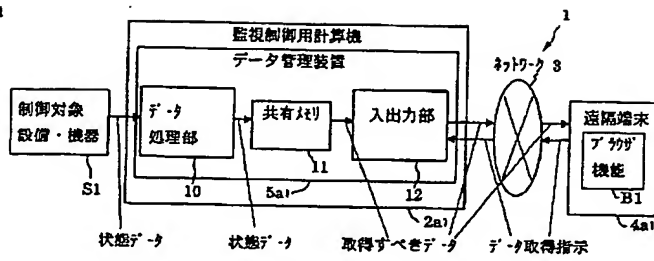 1
監視制御用計算機
データ管理装置
ネットワーク 3
制御対象
設備・機器
データ
処理部
共有メモリ
入出力部
遠隔端末
ブラウザ
機能
S1
10
11
12
B1
5a1
2a1
4a1
状態データ
状態データ
取得すべきデータ
データ取得指示